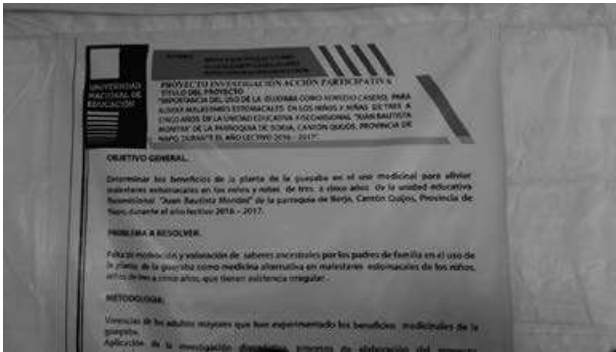 UNIVERSIDAD
NACIONAL DE
EDUCACIÓN
PROYECTO INVESTIGACIÓN ACCIÓN PARTICIPATIVA
TÍTULO DEL PROYECTO
"IMPORTANCIA DEL USO DE LA GUAYABA COMO REMEDIO CASERO, PARA
ALIVIAR MALESTARES ESTOMACALES EN LOS NIÑOS Y NIÑAS DE TRES A
CINCO AÑOS DE LA UNIDAD EDUCATIVA FISCOMISIONAL "JUAN BAUTISTA
MONTINI" DE LA PARROQUIA DE BORJA, CANTÓN QUIJOS, PROVINCIA DE
NAPO, DURANTE EL AÑO LECTIVO 2016 – 2017".
OBJETIVO GENERAL.
Determinar los beneficios de la planta de la guayaba en el uso medicinal para aliviar
malestares estomacales en los niños y niñas de tres a cinco años de la unidad educativa
fiscomisional "Juan Bautista Montini" de la parroquia de Borja, Cantón Quijos, Provincia de
Napo, durante el año lectivo 2016 – 2017.
PROBLEMA A RESOLVER.
Falta de motivación y valoración de saberes ancestrales por los padres de familia en el uso de
la planta de la guayaba como medicina alternativa en malestares estomacales de los niños,
niñas de tres a cinco años, que tienen asistencia irregular.
METODOLOGÍA:
Vivencias de los adultos mayores que han experimentado los beneficios medicinales de la
guayaba.
Aplicación de la investigación diagnóstica, procesos de elaboración del proyecto